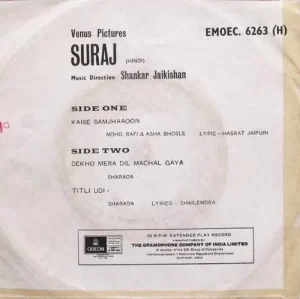 Venus Pictures
EMOEC. 6263 (H)
SURAJ
(HINDI)
Music Direction Shankar Jaikishan
SIDE ONE
KAISE SAMJHAAOON
MOHD. RAFI & ASHA BHOSLE LYRIC - HASRAT JAIPURI
SIDE TWO
DEKHO MERA DIL MACHAL GAYA
SHARADA
TITLI UDI -
SHARADA LYRICS - SHAILENDRA
ODEON
45 R.P.M. EXTENDED PLAY RECORD
MANUFACTURED BY
THE GRAMOPHONE COMPANY OF INDIA LIMITED